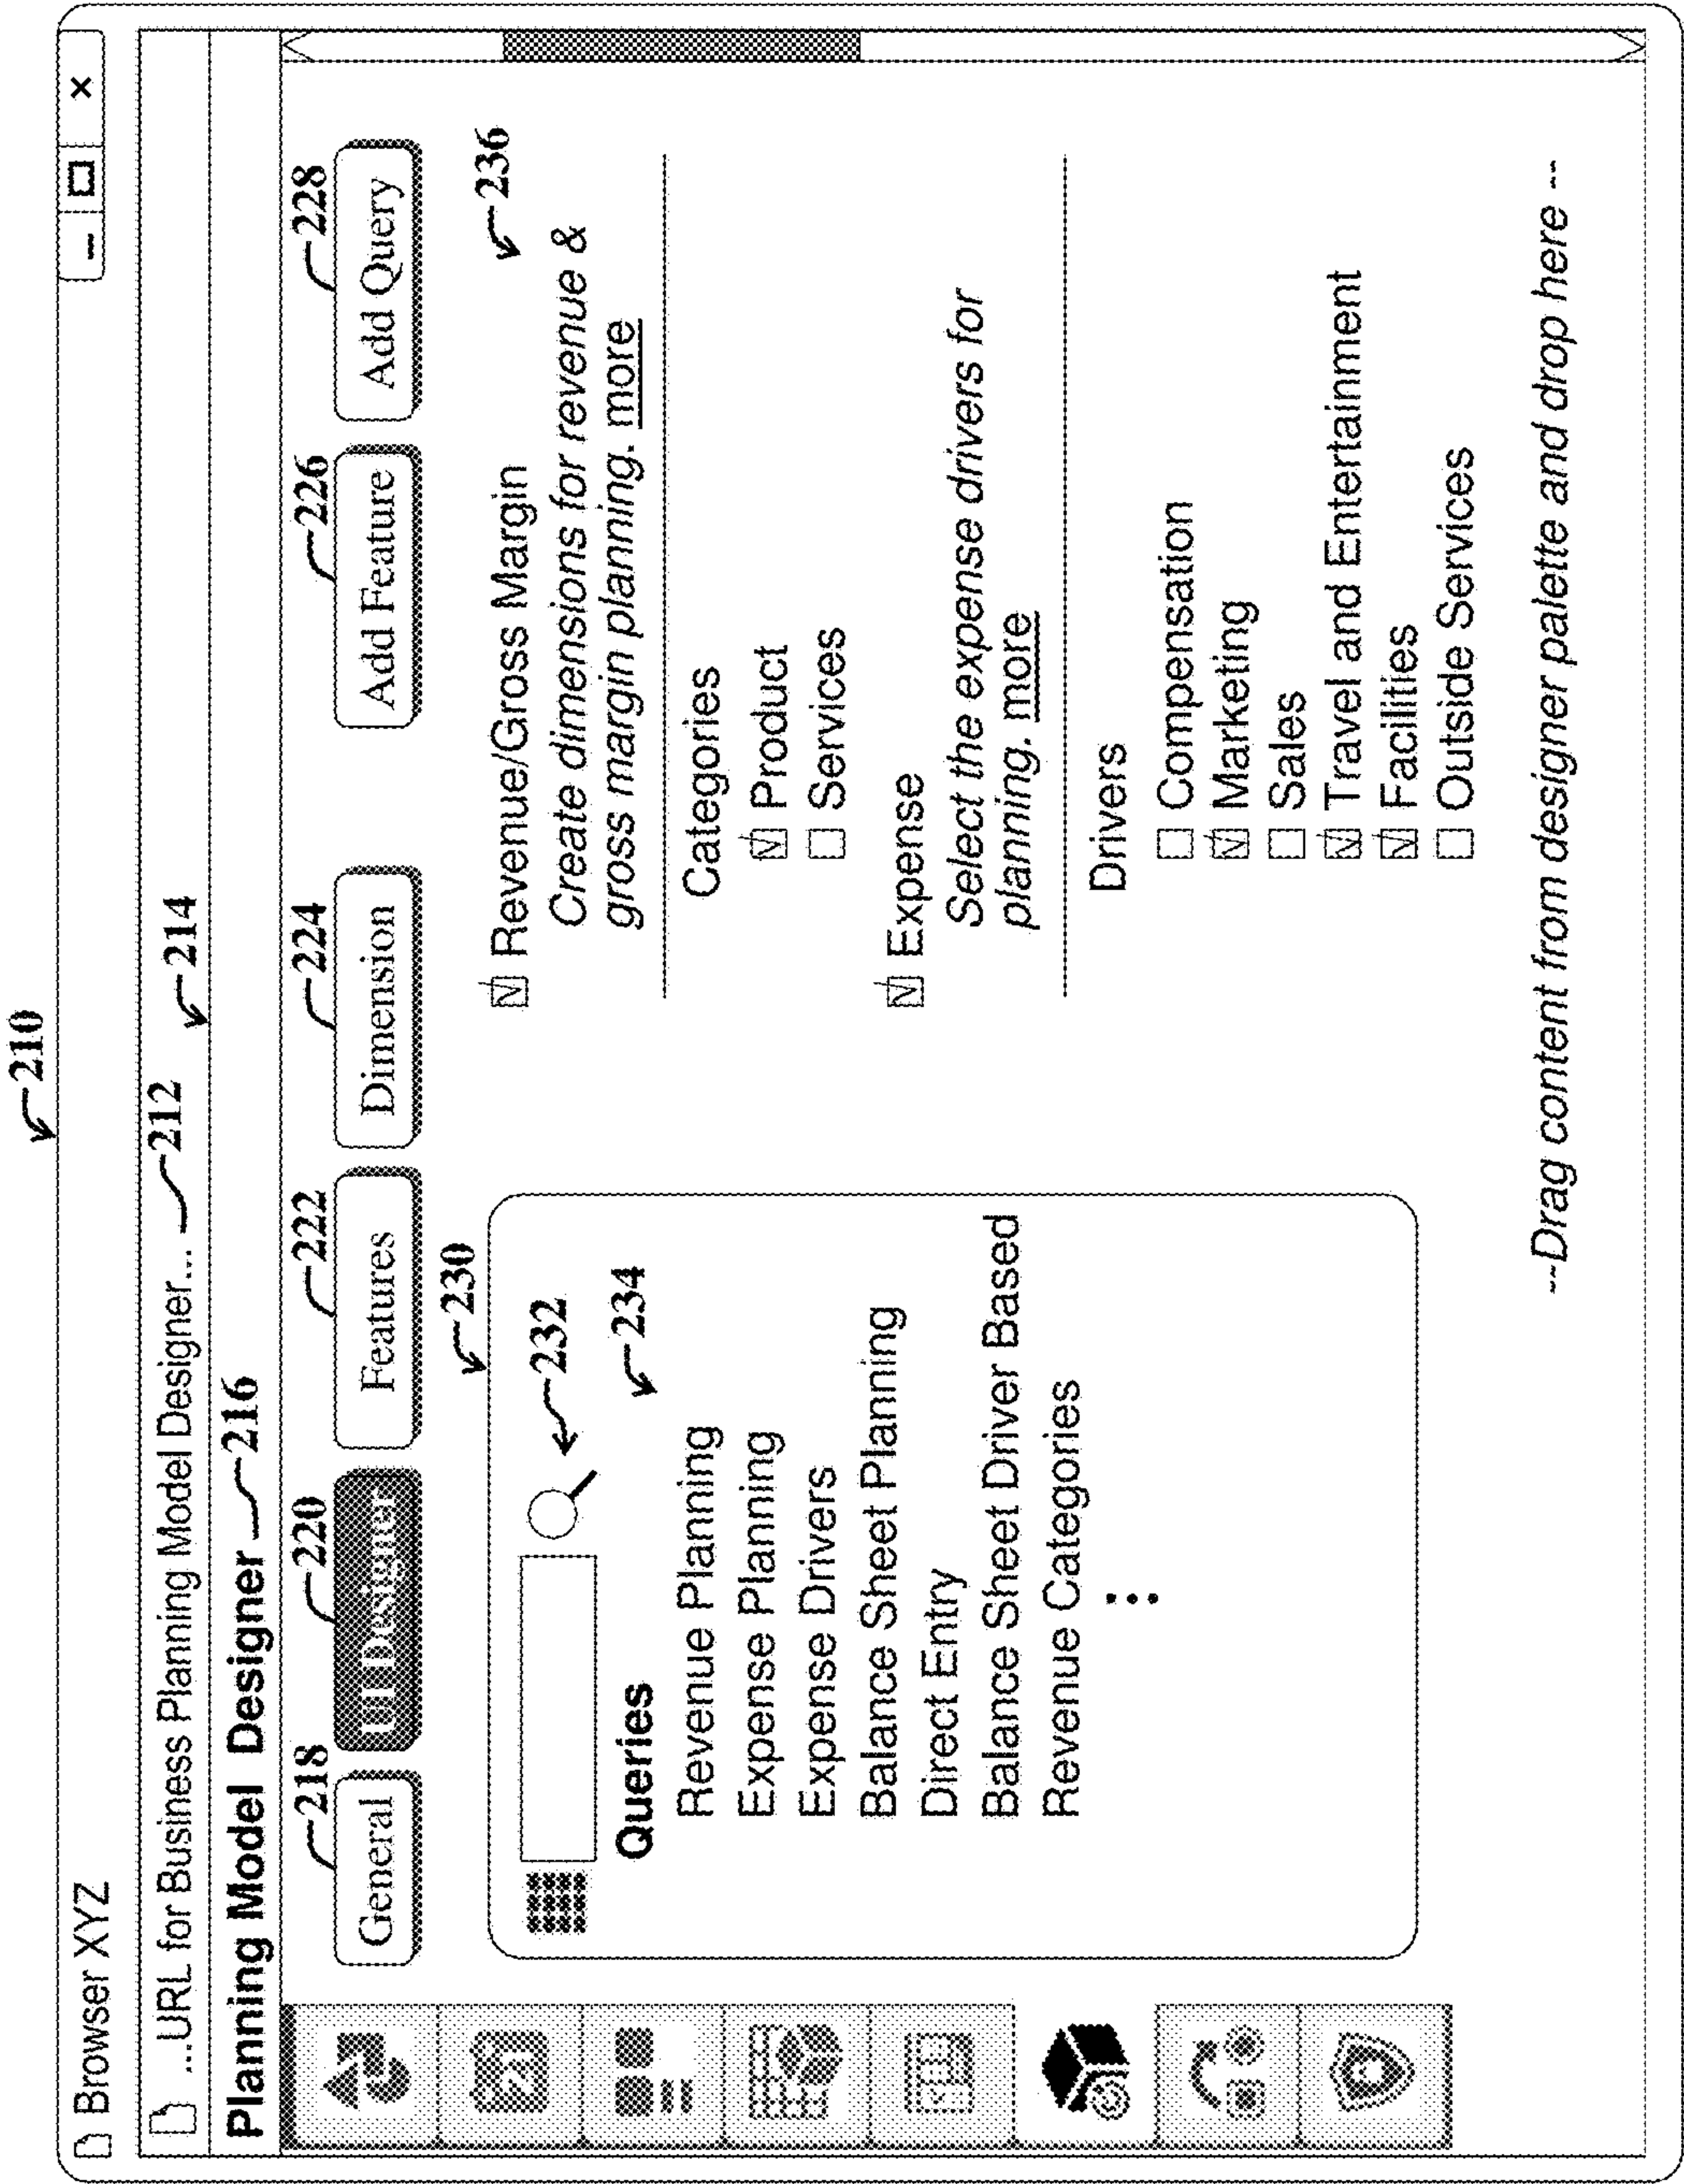 210
Browser XYZ
...URL for Business Planning Model Designer... 212
214
Planning Model Designer 216
218 220 222 224 226 228
General UI Designer Features Dimension Add Feature Add Query
230
232
Queries
234
Revenue Planning
Expense Planning
Expense Drivers
Balance Sheet Planning
Direct Entry
Balance Sheet Driver Based
Revenue Categories
236
Revenue/Gross Margin
Create dimensions for revenue &
gross margin planning. more
Categories
Product
Services
Expense
Select the expense drivers for
planning. more
Drivers
Compensation
Marketing
Sales
Travel and Entertainment
Facilities
Outside Services
--Drag content from designer palette and drop here --